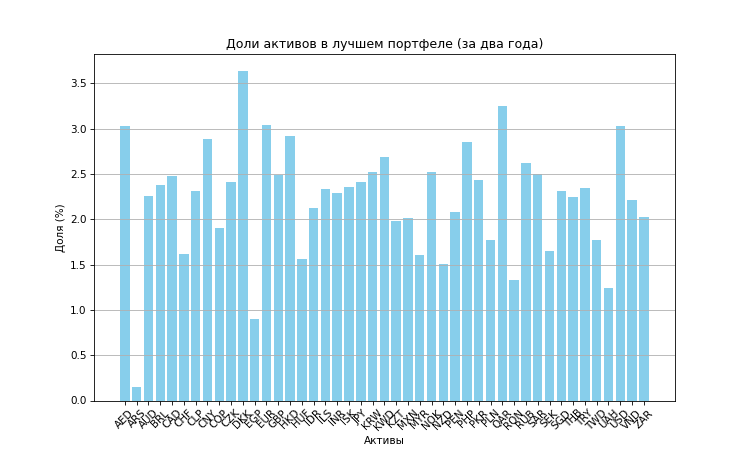 Доли активов в лучшем портфеле (за два года)
Доля (%)
3.5
3.0
2.5
2.0
1.5
1.0
0.5
0.0
AED ARS AUD BRL CAD CHF CLP CNY COP CZK DKK EGP EUR GBP HKD HUF IDR ILS INR ISK JPY KRW KWD KZT MXN MYR NOK NZD PEN PHP PKR PLN QAR RON RUB SAR SEK SGD THB TRY TWD UAH USD VND ZAR
Активы